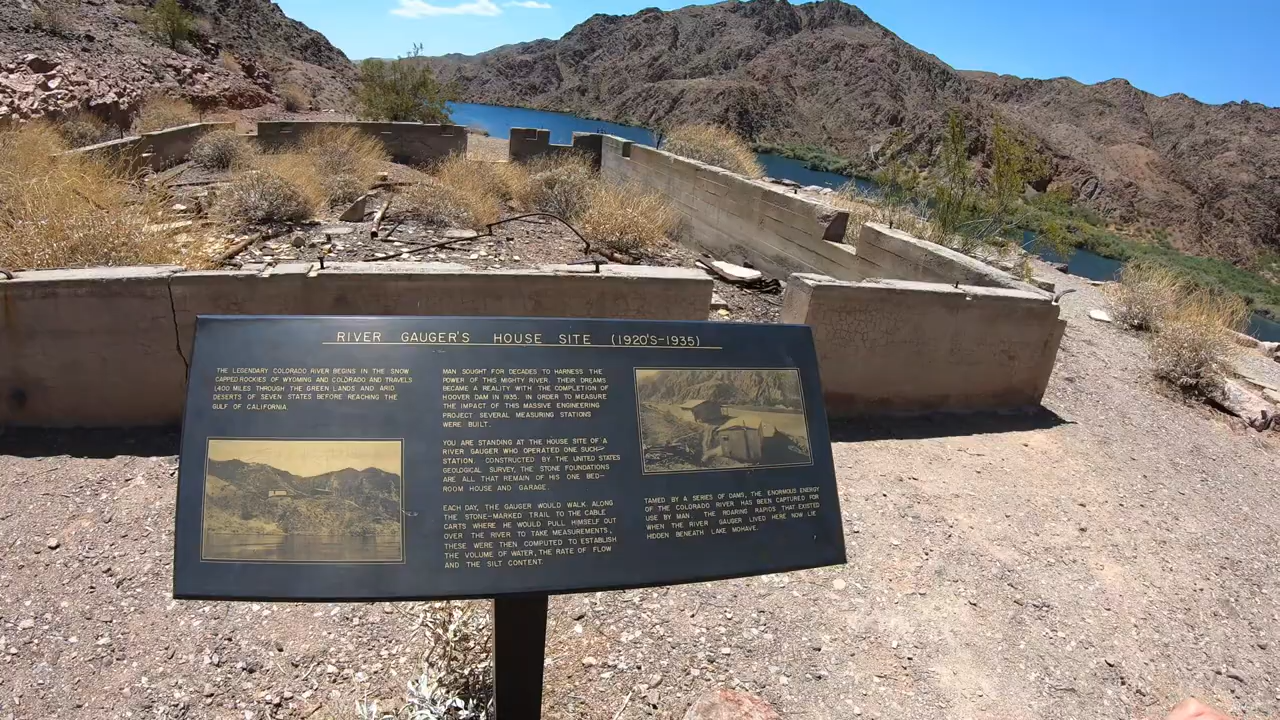 RIVER GAUGER'S HOUSE SITE (1920'S-1935)
THE LEGENDARY COLORADO RIVER BEGINS IN THE SNOW
CAPPED ROCKIES OF WYOMING AND COLORADO AND TRAVELS
1,400 MILES THROUGH THE GREEN LANDS AND ARID
DESERTS OF SEVEN STATES BEFORE REACHING THE
GULF OF CALIFORNIA.
MAN SOUGHT FOR DECADES TO HARNESS THE
POWER OF THIS MIGHTY RIVER. THEIR DREAMS
BECAME A REALITY WITH THE COMPLETION OF
HOOVER DAM IN 1935. IN ORDER TO MEASURE
THE IMPACT OF THIS MASSIVE ENGINEERING
PROJECT SEVERAL MEASURING STATIONS
WERE BUILT.
YOU ARE STANDING AT THE HOUSE SITE OF A
RIVER GAUGER WHO OPERATED ONE SUCH
STATION. CONSTRUCTED BY THE UNITED STATES
GEOLOGICAL SURVEY, THE STONE FOUNDATIONS
ARE ALL THAT REMAIN OF HIS ONE BED-
ROOM HOUSE AND GARAGE.
EACH DAY, THE GAUGER WOULD WALK ALONG
THE STONE-MARKED TRAIL TO THE CABLE
CARTS WHERE HE WOULD PULL HIMSELF OUT
OVER THE RIVER TO TAKE MEASUREMENTS,
THESE WERE THEN COMPUTED TO ESTABLISH
THE VOLUME OF WATER, THE RATE OF FLOW
AND THE SILT CONTENT.
TAMED BY A SERIES OF DAMS, THE ENORMOUS ENERGY
OF THE COLORADO RIVER HAS BEEN CAPTURED FOR
USE BY MAN. THE ROARING RAPIDS THAT EXISTED
WHEN THE RIVER GAUGER LIVED HERE NOW LIE
HIDDEN BENEATH LAKE MOHAVE.